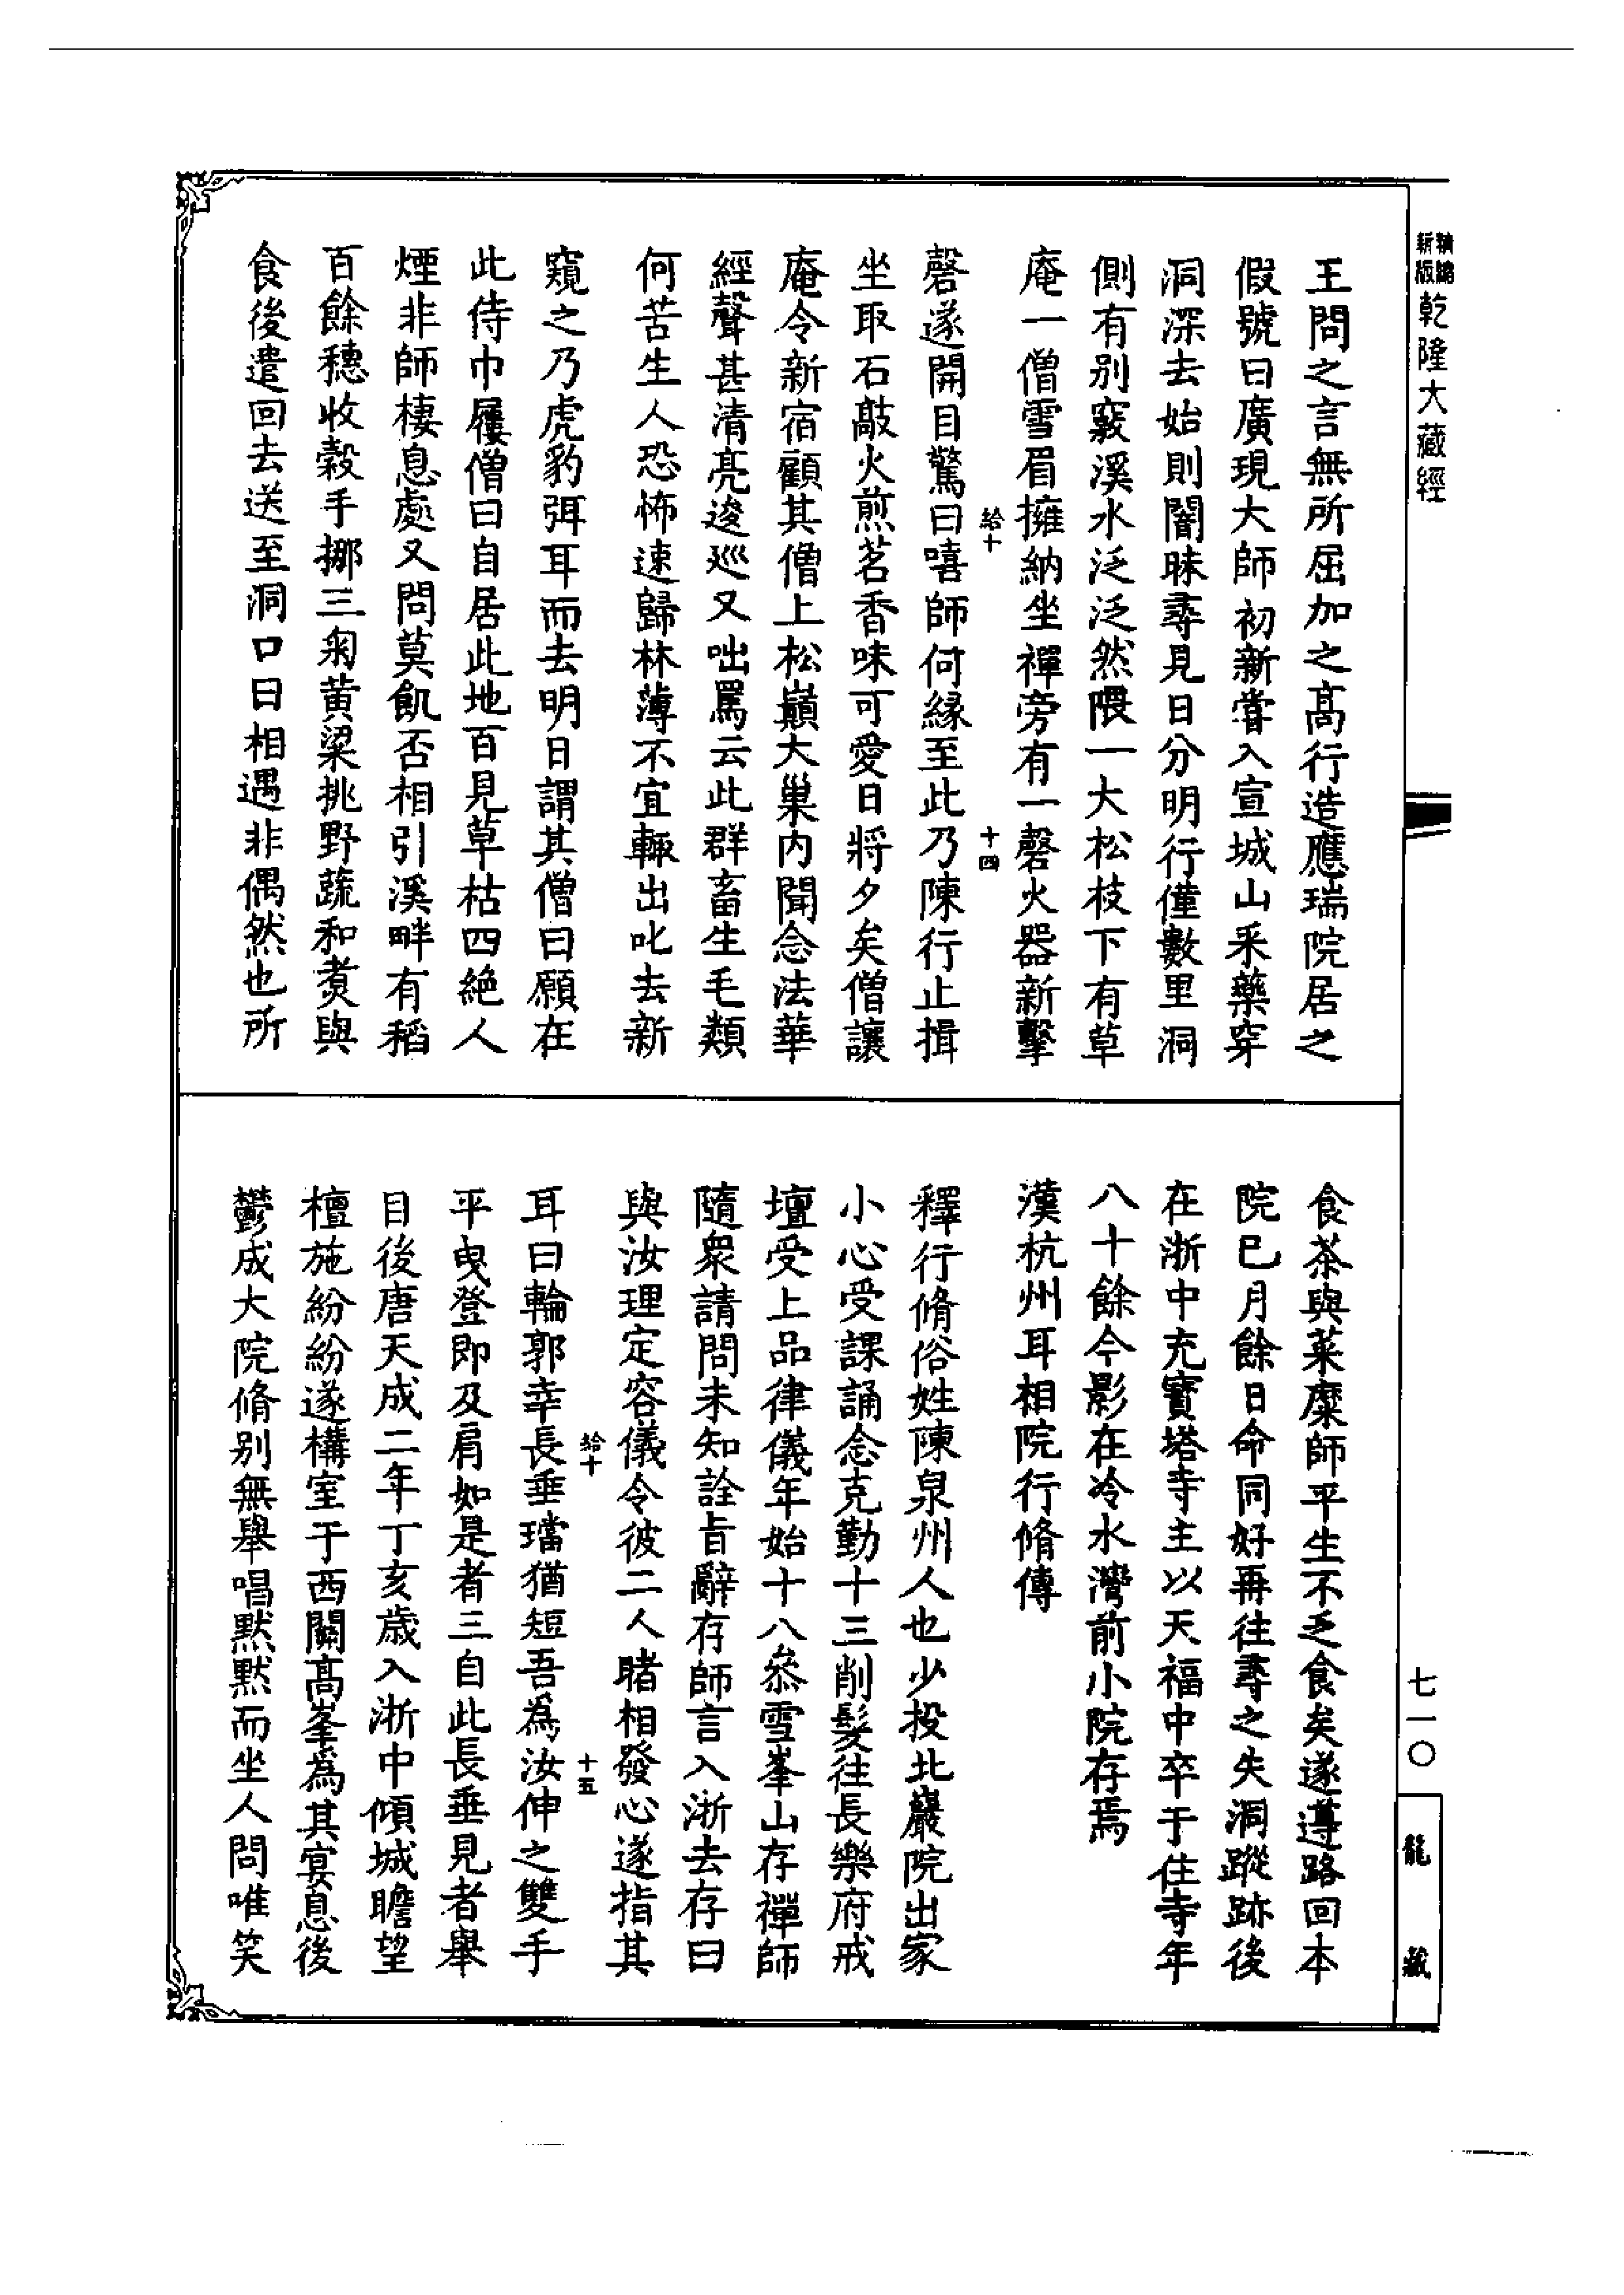 新編
新版
乾隆大藏經
王問之言無所屈加之髙行造應瑞院居之
假號曰廣現大師初新嘗入宣城山采藥穿
洞深去始則闇昧尋見日分明行僅數里洞
側有别竅溪水泛泛然隈一大松枝下有草
庵一僧雪眉擁納坐禪旁有一磬火器新擊
給十
十四
磬遂開目驚曰嘻師何縁至此乃陳行止揖
坐取石敲火煎茗香味可愛日將夕矣僧讓
庵令新宿顧其僧上松巔大巢内聞念法華
經聲甚清亮逡巡又咄罵云此群畜生毛類
何苦生人恐怖速歸林薄不宜輙出叱去新
窺之乃虎豹弭耳而去明日謂其僧曰願在
此侍巾屨僧曰自居此地百見草枯四絶人
煙非師棲息處又問莫飢否相引溪畔有稻
百餘穗收穀手挪三匊黄粱挑野蔬和煑與
食後遣回去送至洞口曰相遇非偶然也所
食茶與菜糜師平生不乏食矣遂遵路回本
院已月餘日命同好再往尋之失洞蹤跡後
在浙中充寳塔寺主以天福中卒于住寺年
八十餘今影在冷水灣前小院存焉
漢杭州耳相院行脩傳
釋行脩俗姓陳泉州人也少投北巖院出家
小心受課誦念克勤十三削髮往長樂府戒
壇受上品律儀年始十八叅雪峯山存禪師
隨衆請問未知詮旨辭存師言入浙去存曰
與汝理定容儀令彼二人睹相發心遂指其
給十
十五
耳曰輪郭幸長垂璫猶短吾為汝伸之雙手
平曳登即及肩如是者三自此長垂見者舉
目後唐天成二年丁亥歳入浙中傾城瞻望
檀施紛紛遂構室于西關髙峯爲其宴息後
鬱成大院脩别無舉唱黙黙而坐人問唯笑
七一〇
龍藏